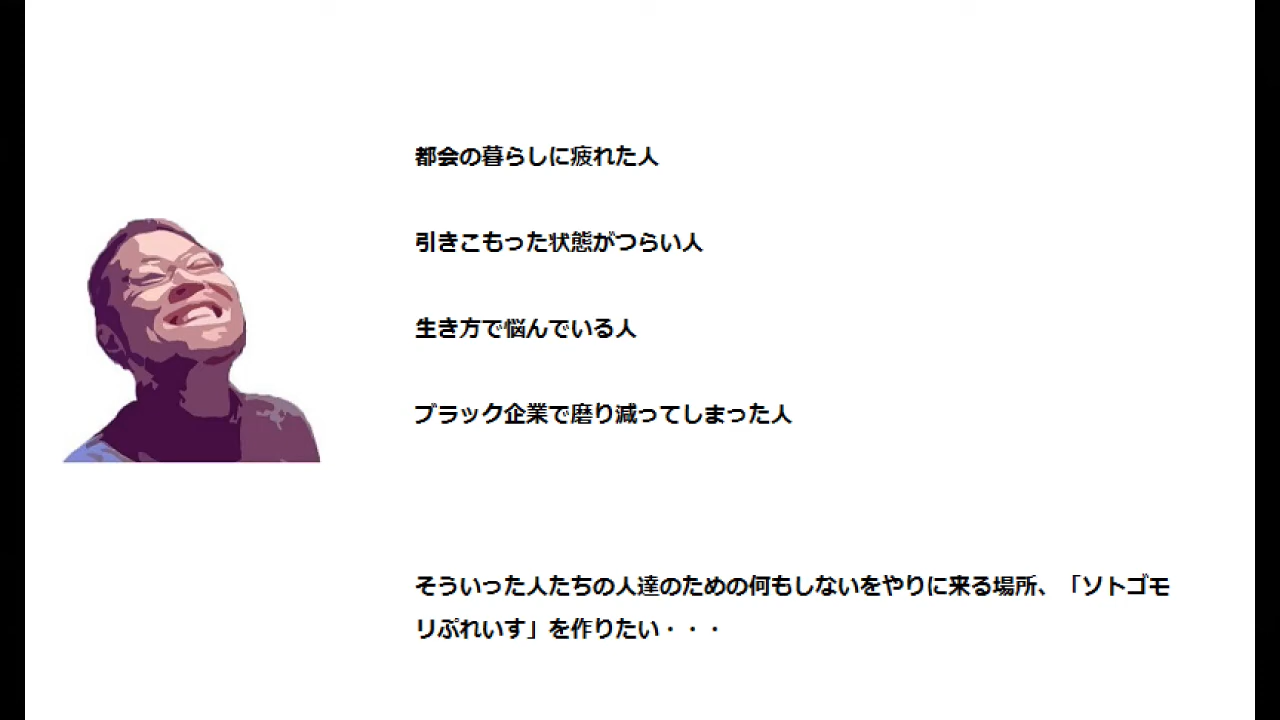 都会の暮らしに疲れた人
引きこもった状態がつらい人
生き方で悩んでいる人
ブラック企業で磨り減ってしまった人
そういった人たちの人達のための何もしないをやりに来る場所、「ソトゴモ
リぷれいす」を作りたい・・・